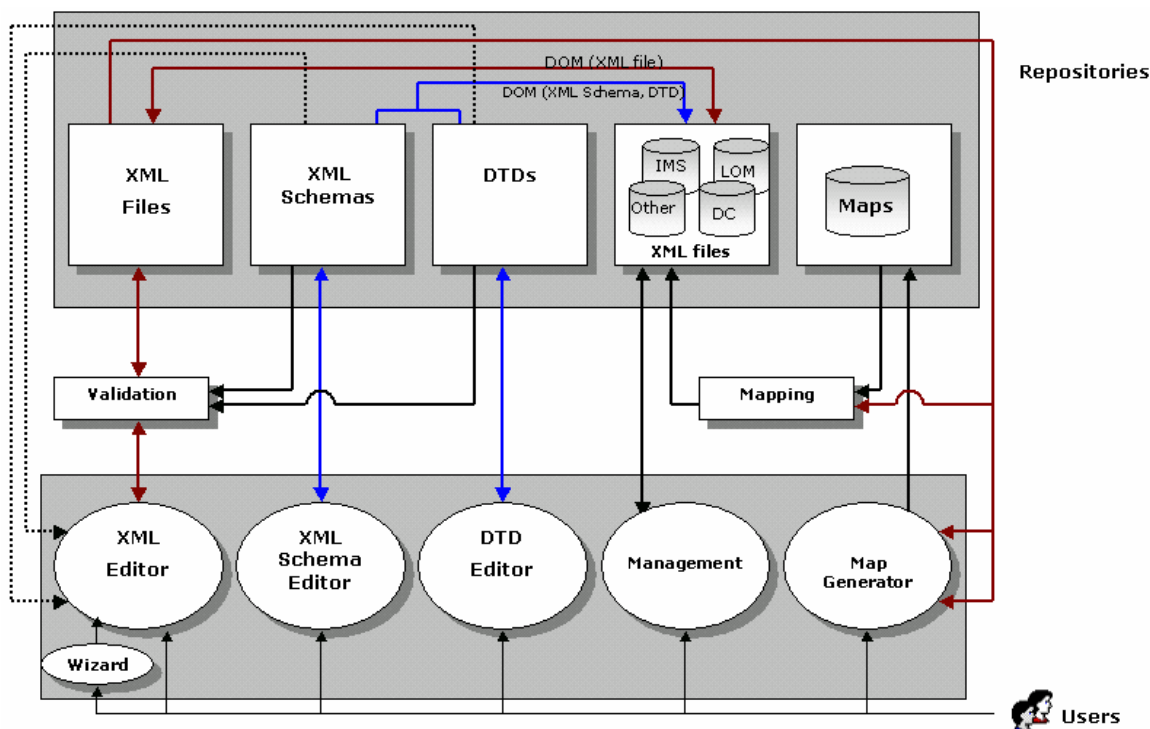 DOM (XML file)
Repositories
DOM (XML Schema, DTD)
XML
Files
XML
Schemas
DTDs
IMS
LOM
Other
DC
XML files
Maps
Validation
Mapping
XML
Editor
XML
Schema
Editor
DTD
Editor
Management
Map
Generator
Wizard
Users